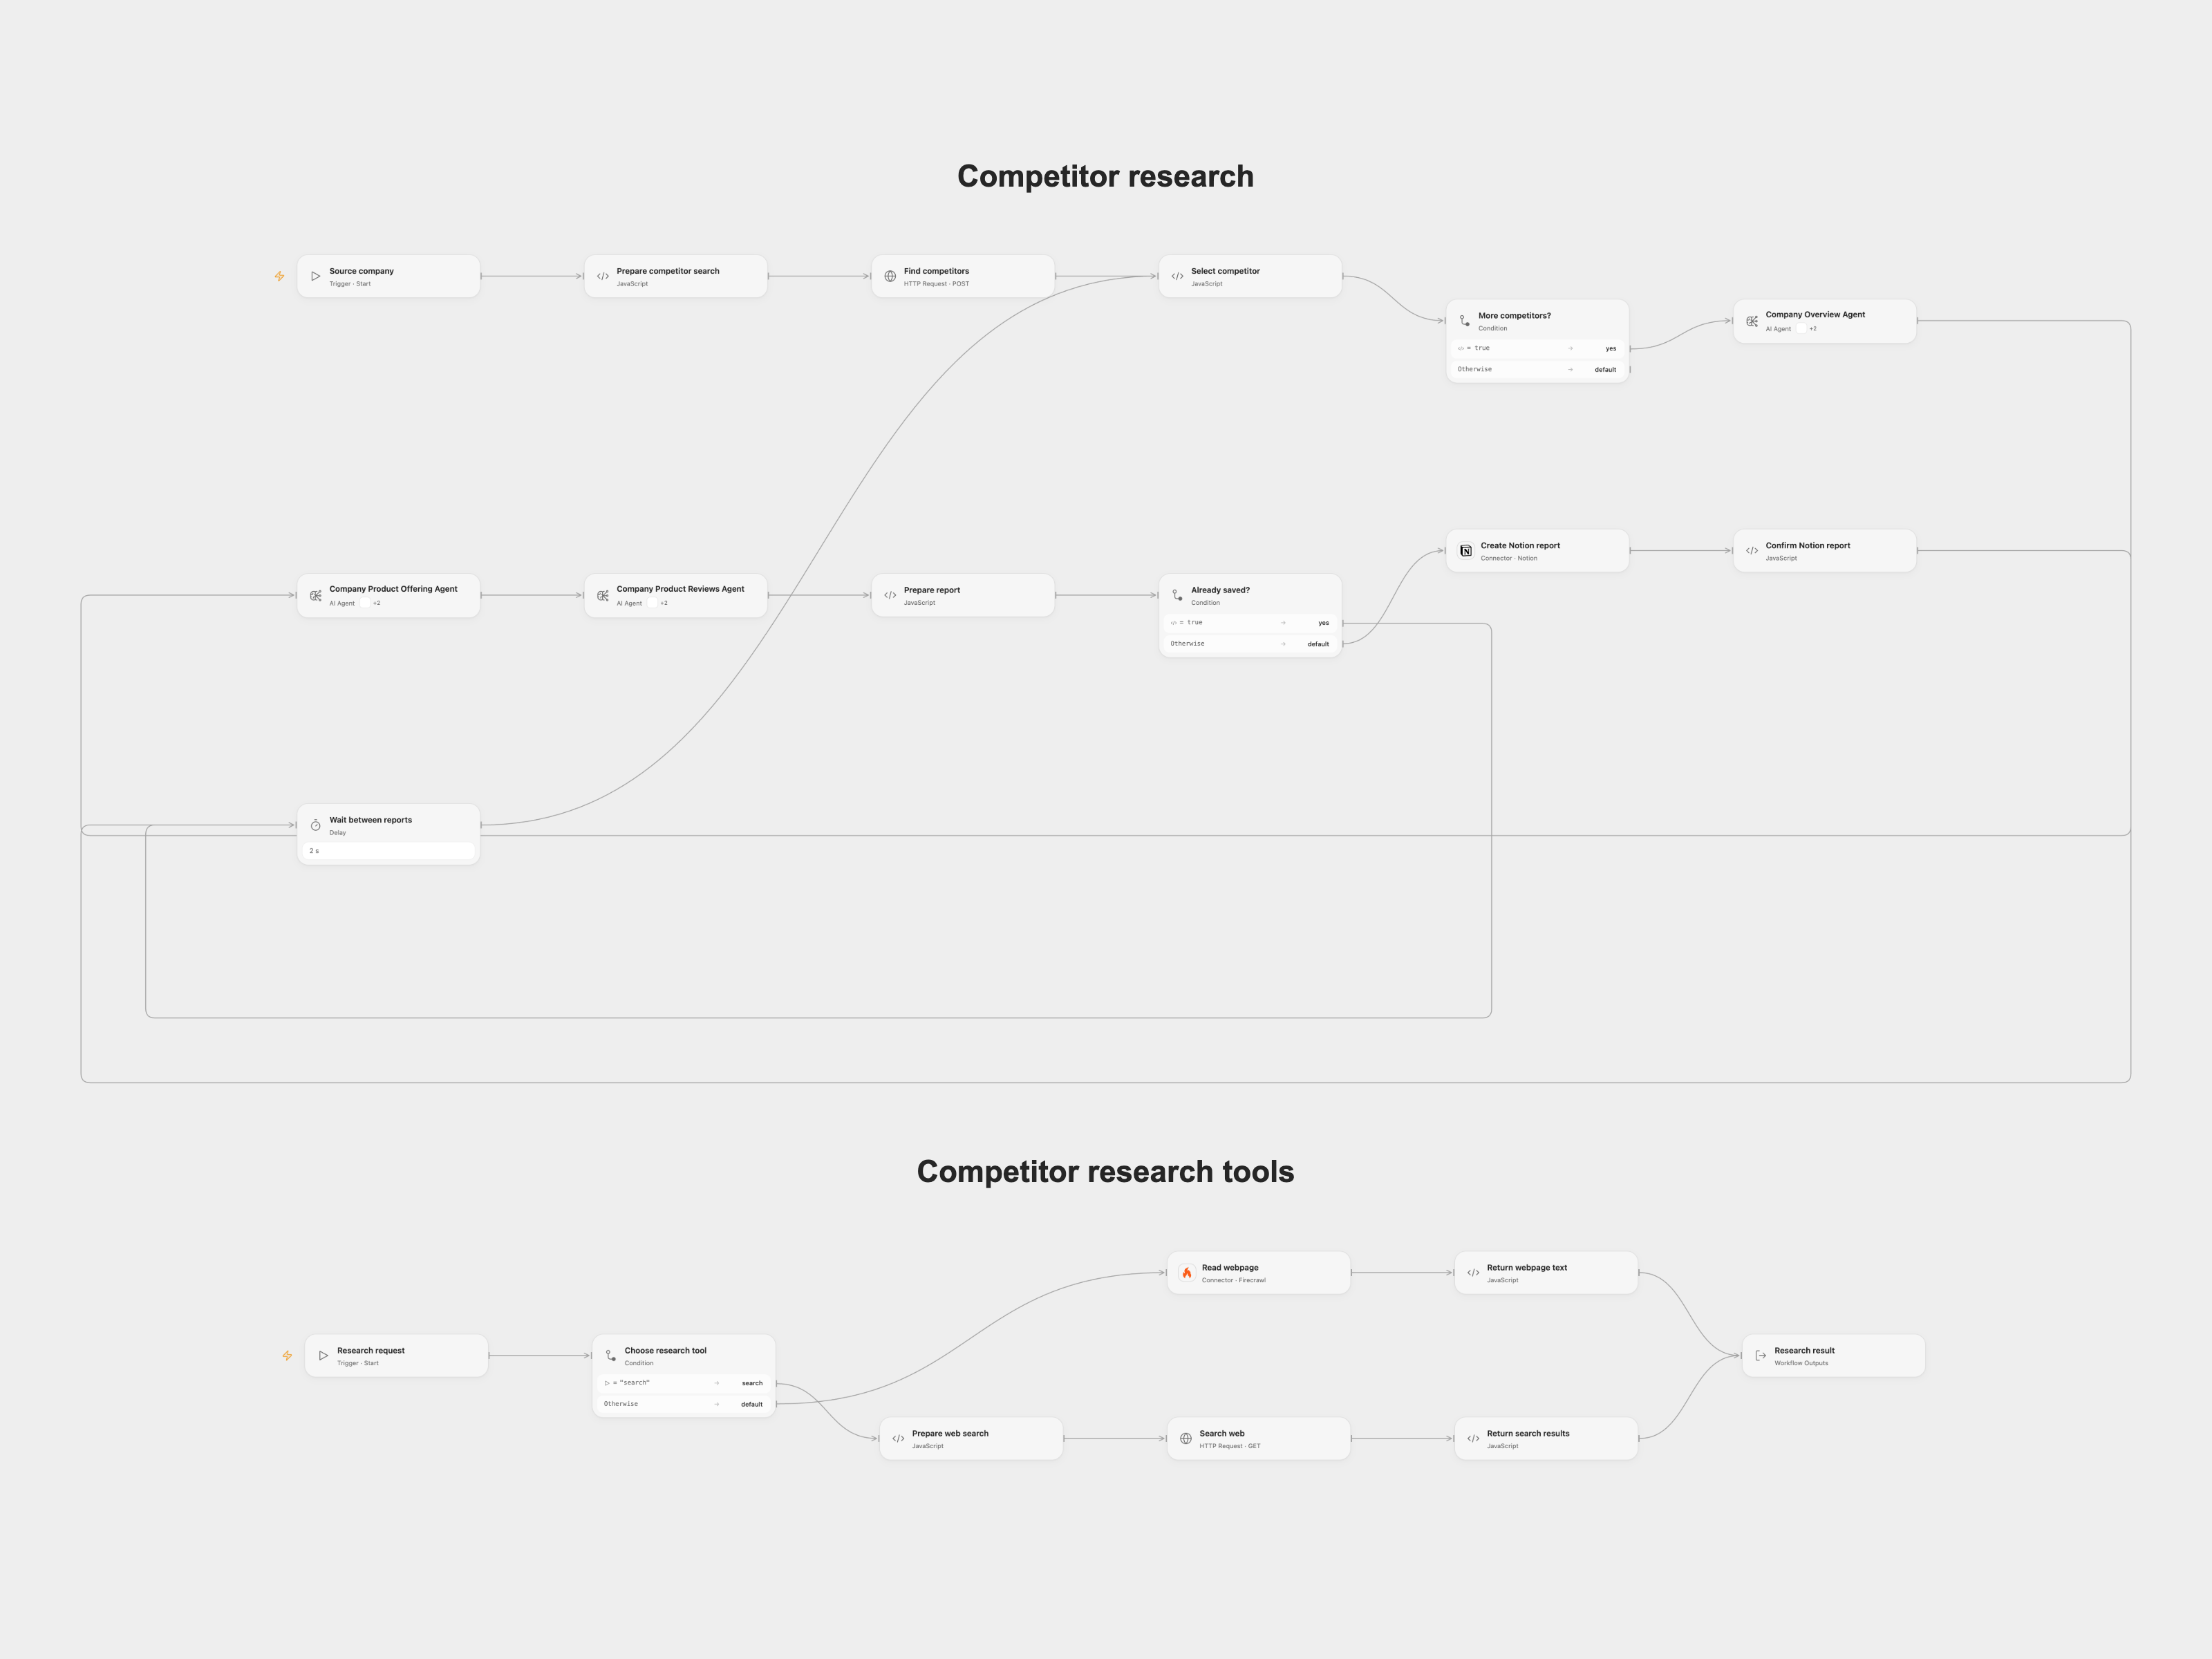 Competitor research
Source company
Trigger · Start
Prepare competitor search
JavaScript
Find competitors
HTTP Request · POST
Select competitor
JavaScript
More competitors?
Condition
</> = true → yes
Otherwise → default
Company Overview Agent
AI Agent +2
Company Product Offering Agent
AI Agent +2
Company Product Reviews Agent
AI Agent +2
Prepare report
JavaScript
Already saved?
Condition
</> = true → yes
Otherwise → default
Create Notion report
Connector · Notion
Confirm Notion report
JavaScript
Wait between reports
Delay
2 s
Competitor research tools
Research request
Trigger · Start
Choose research tool
Condition
= "search" → search
Otherwise → default
Read webpage
Connector · Firecrawl
Return webpage text
JavaScript
Prepare web search
JavaScript
Search web
HTTP Request · GET
Return search results
JavaScript
Research result
Workflow Outputs